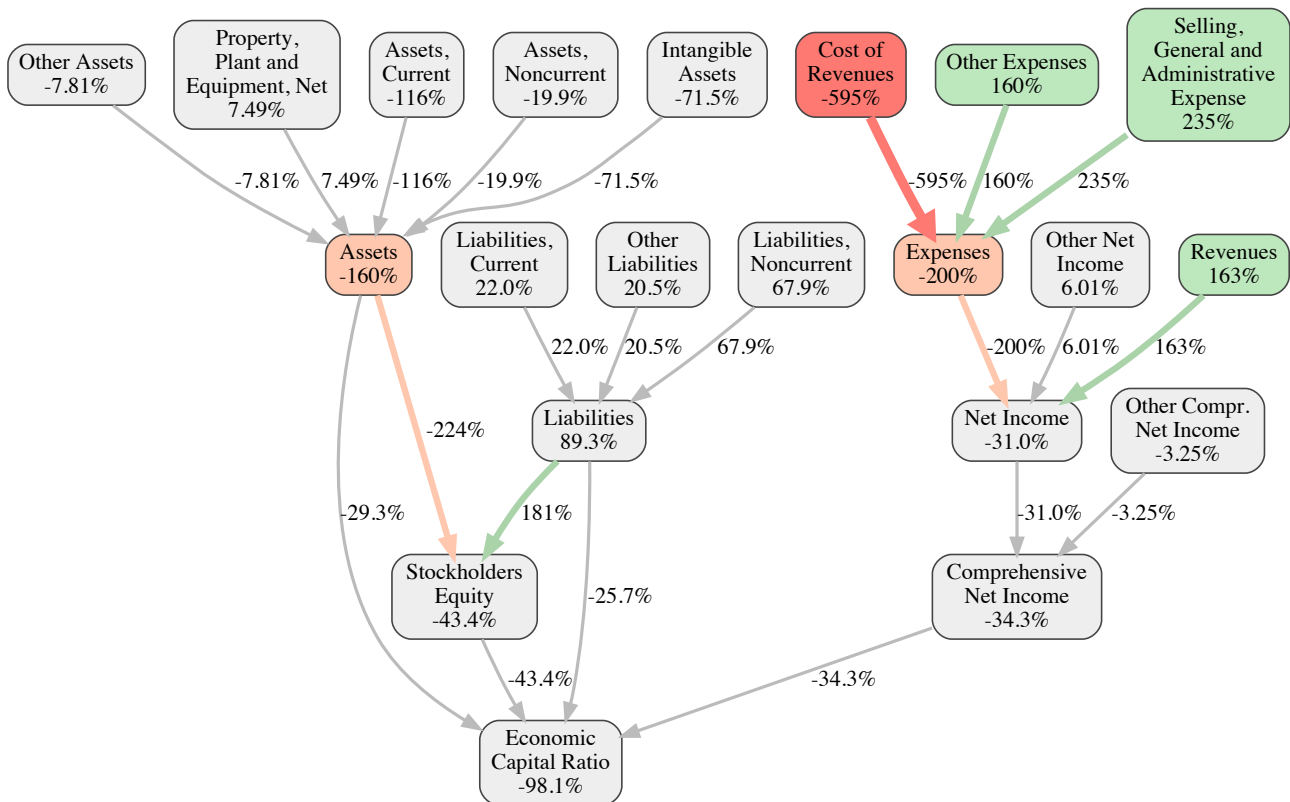 Other Assets
-7.81%
Property,
Plant and
Equipment, Net
7.49%
Assets,
Current
-116%
Assets,
Noncurrent
-19.9%
Intangible
Assets
-71.5%
Cost of
Revenues
-595%
Other Expenses
160%
Selling,
General and
Administrative
Expense
235%
-7.81%
7.49%
-116%
-19.9%
-71.5%
-595%
160%
235%
Assets
-160%
Liabilities,
Current
22.0%
Other
Liabilities
20.5%
Liabilities,
Noncurrent
67.9%
Expenses
-200%
Other Net
Income
6.01%
Revenues
163%
22.0%
20.5%
67.9%
-200%
6.01%
163%
-224%
Liabilities
89.3%
Net Income
-31.0%
Other Compr.
Net Income
-3.25%
-29.3%
181%
-31.0%
-3.25%
Stockholders
Equity
-43.4%
-25.7%
Comprehensive
Net Income
-34.3%
-43.4%
-34.3%
Economic
Capital Ratio
-98.1%